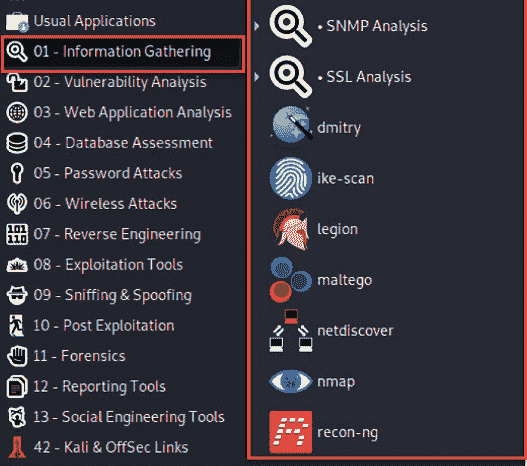 Usual Applications
01 - Information Gathering
02 - Vulnerability Analysis
03 - Web Application Analysis
04 - Database Assessment
05 - Password Attacks
06 - Wireless Attacks
07 - Reverse Engineering
08 - Exploitation Tools
09 - Sniffing & Spoofing
10 - Post Exploitation
11 - Forensics
12 - Reporting Tools
13 - Social Engineering Tools
42 - Kali & OffSec Links
• SNMP Analysis
• SSL Analysis
dmitry
ike-scan
legion
maltego
netdiscover
nmap
recon-ng